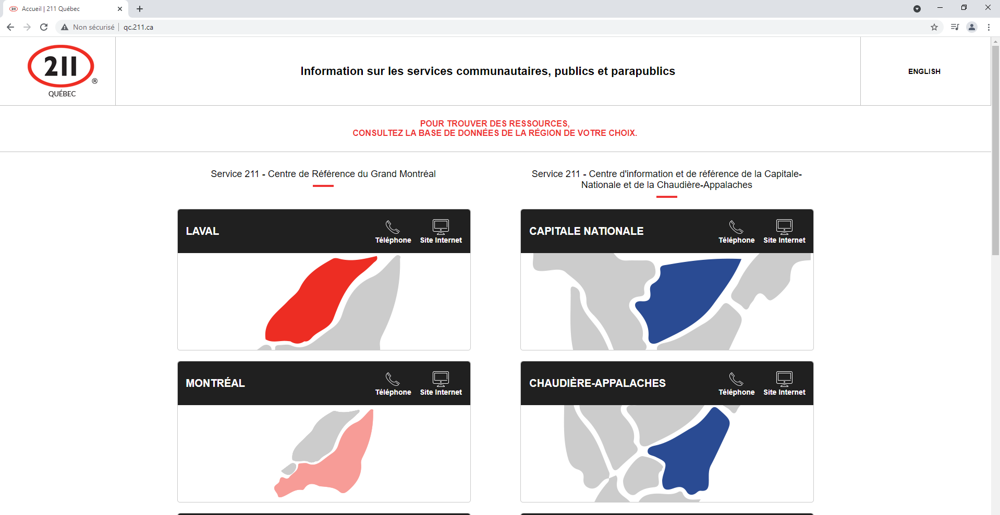 211 Accueil | 211 Québec
Non sécurisé qc.211.ca
211 ®
QUÉBEC
Information sur les services communautaires, publics et parapublics
ENGLISH
POUR TROUVER DES RESSOURCES,
CONSULTEZ LA BASE DE DONNÉES DE LA RÉGION DE VOTRE CHOIX.
Service 211 - Centre de Référence du Grand Montréal
Service 211 - Centre d'information et de référence de la Capitale-
Nationale et de la Chaudière-Appalaches
LAVAL
Téléphone
Site Internet
CAPITALE NATIONALE
Téléphone
Site Internet
MONTRÉAL
Téléphone
Site Internet
CHAUDIÈRE-APPALACHES
Téléphone
Site Internet